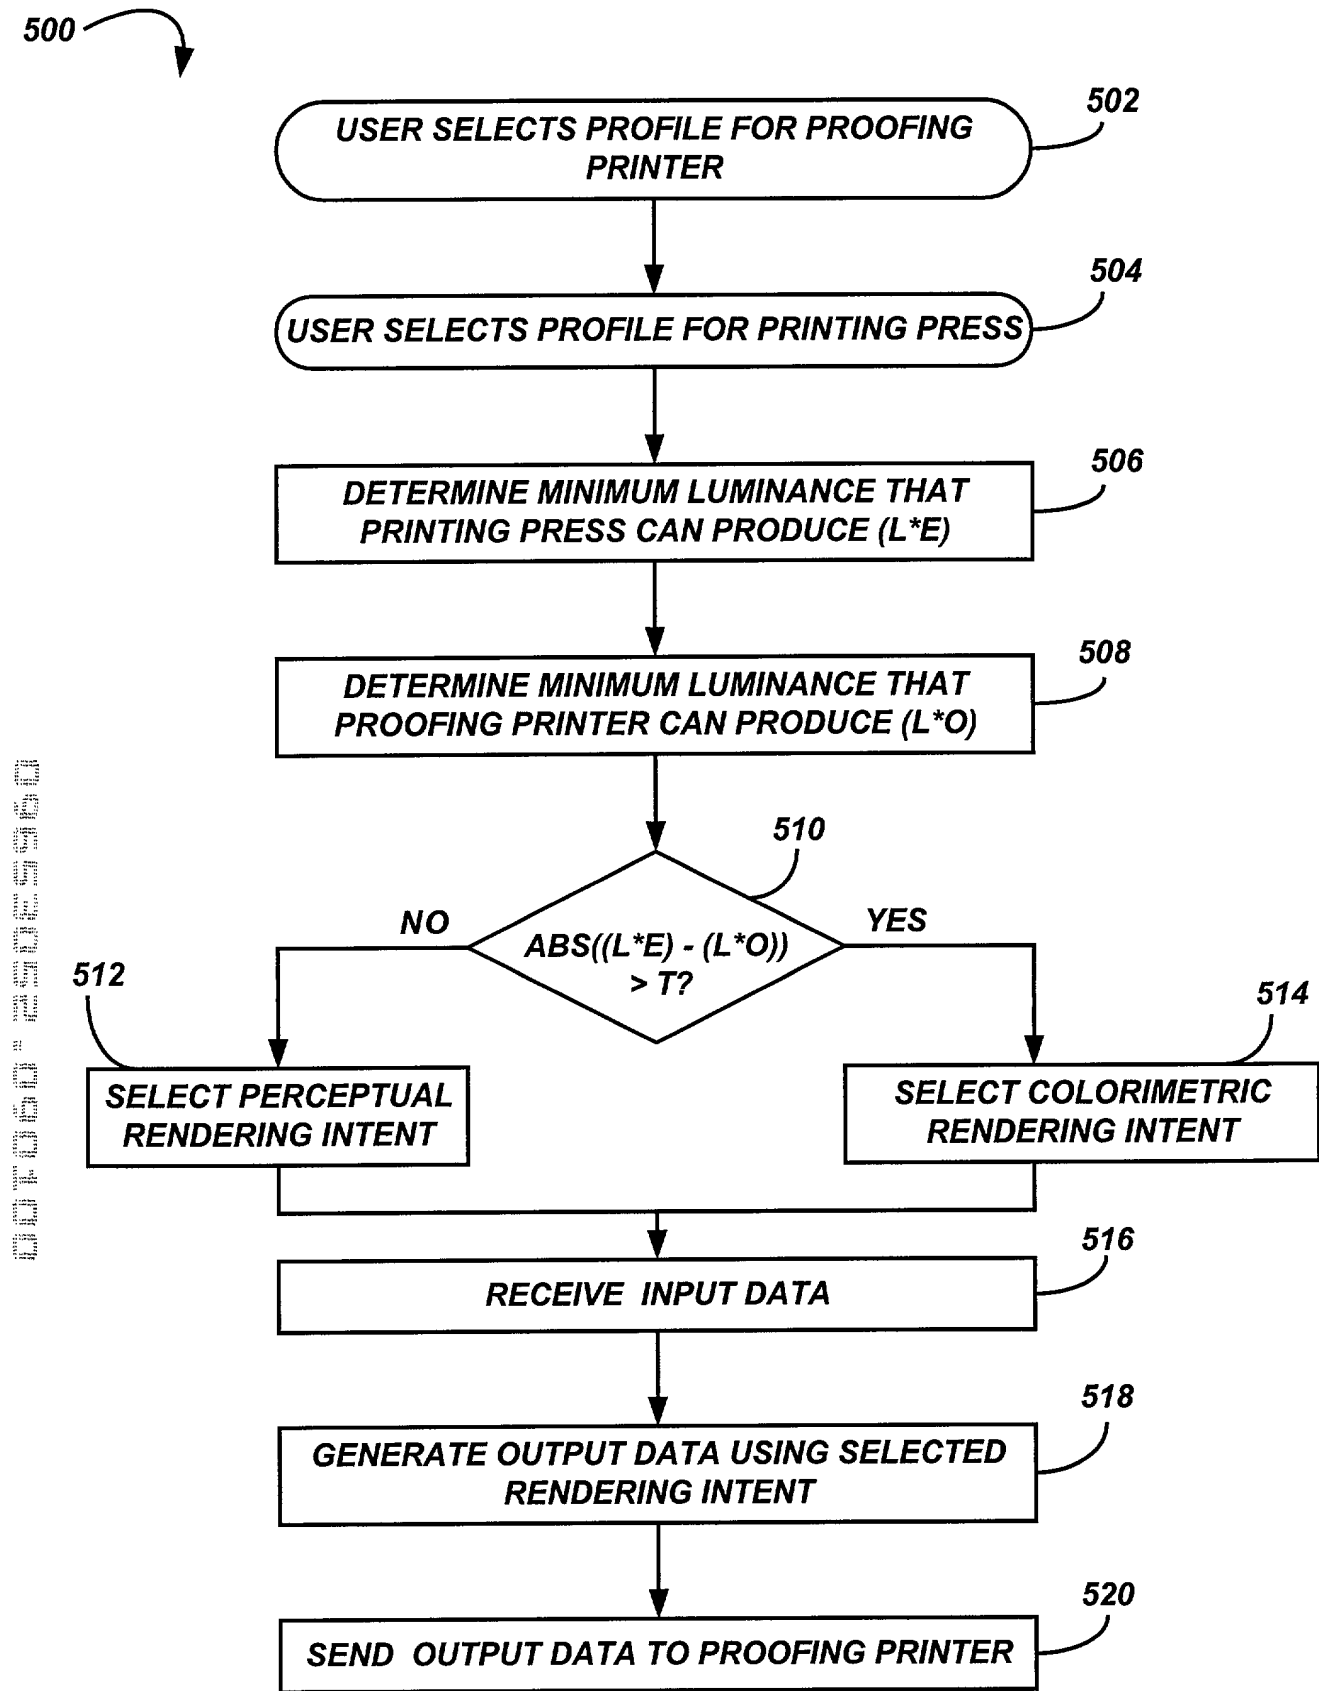 500
502
USER SELECTS PROFILE FOR PROOFING
PRINTER
504
USER SELECTS PROFILE FOR PRINTING PRESS
506
DETERMINE MINIMUM LUMINANCE THAT
PRINTING PRESS CAN PRODUCE (L*E)
508
DETERMINE MINIMUM LUMINANCE THAT
PROOFING PRINTER CAN PRODUCE (L*O)
510
NO
YES
ABS((L*E) - (L*O))
> T?
512
514
SELECT PERCEPTUAL
RENDERING INTENT
SELECT COLORIMETRIC
RENDERING INTENT
516
RECEIVE INPUT DATA
518
GENERATE OUTPUT DATA USING SELECTED
RENDERING INTENT
520
SEND OUTPUT DATA TO PROOFING PRINTER